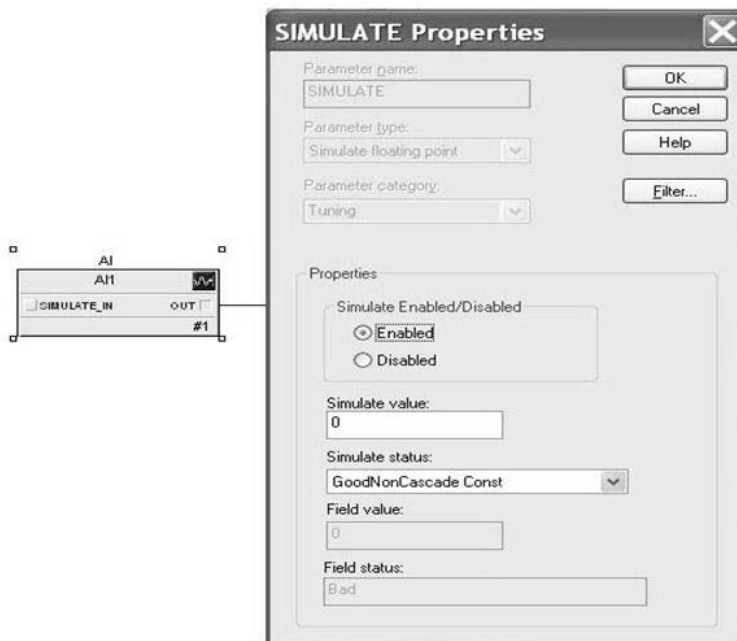 SIMULATE Properties
Parameter name:
SIMULATE
Parameter type:
Simulate floating point
Parameter category:
Tuning
OK
Cancel
Help
Filter...
AI
AI1
SIMULATE_IN OUT
#1
Properties
Simulate Enabled/Disabled
Enabled
Disabled
Simulate value:
0
Simulate status:
GoodNonCascade Const
Field value:
0
Field status:
Bad